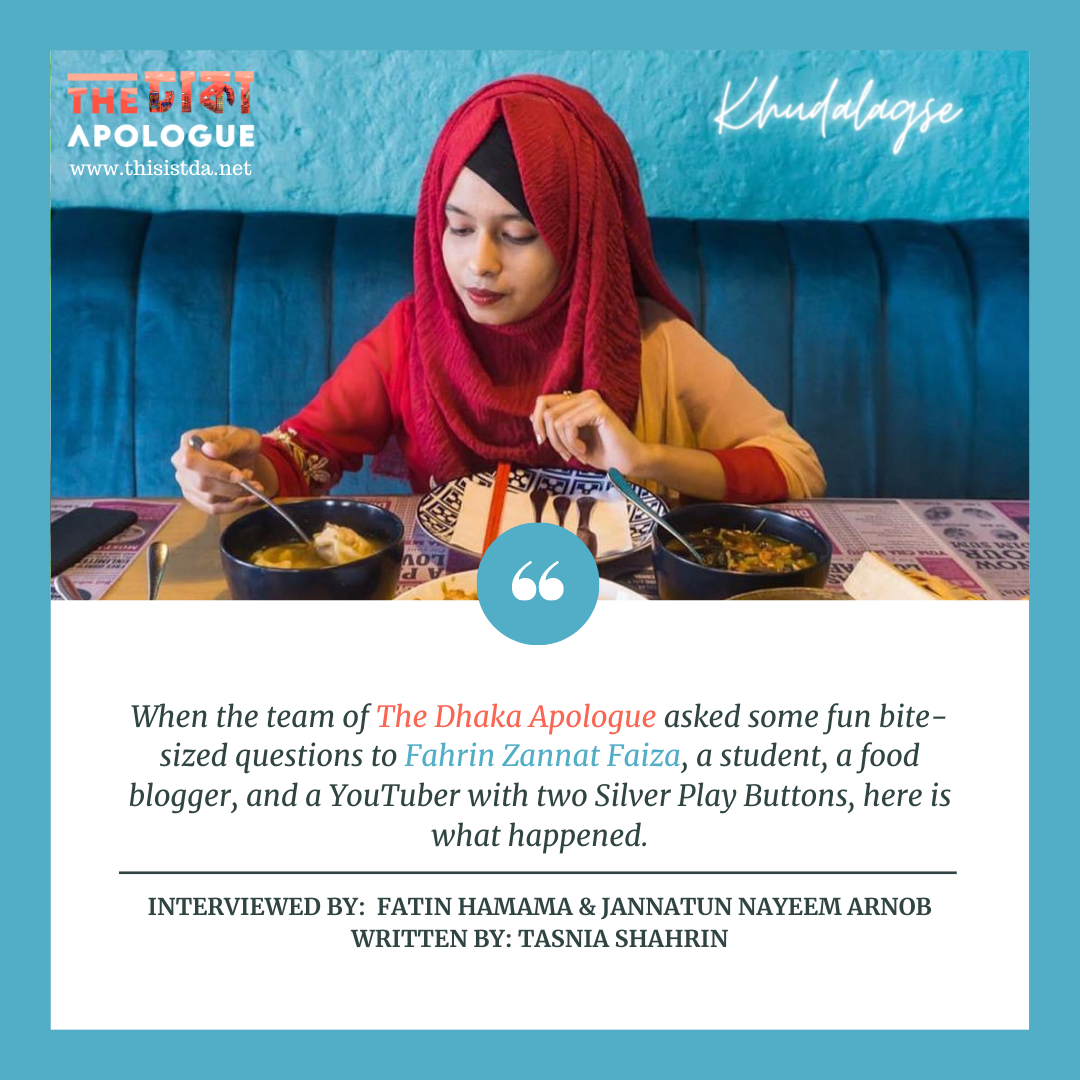 THE ঢাকা
APOLOGUE
www.thisistda.net
Khudalagse
“
When the team of The Dhaka Apologue asked some fun bite-
sized questions to Fahrin Zannat Faiza, a student, a food
blogger, and a YouTuber with two Silver Play Buttons, here is
what happened.
INTERVIEWED BY:  FATIN HAMAMA & JANNATUN NAYEEM ARNOB
WRITTEN BY: TASNIA SHAHRIN